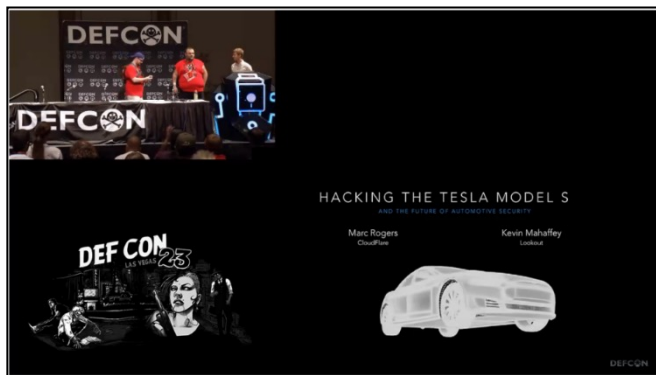 DEFCON
DEFCON
HACKING THE TESLA MODEL S
AND THE FUTURE OF AUTOMOTIVE SECURITY
Marc Rogers
CloudFlare
Kevin Mahaffey
Lookout
DEF CON
LAS VEGAS 23
DEFCON